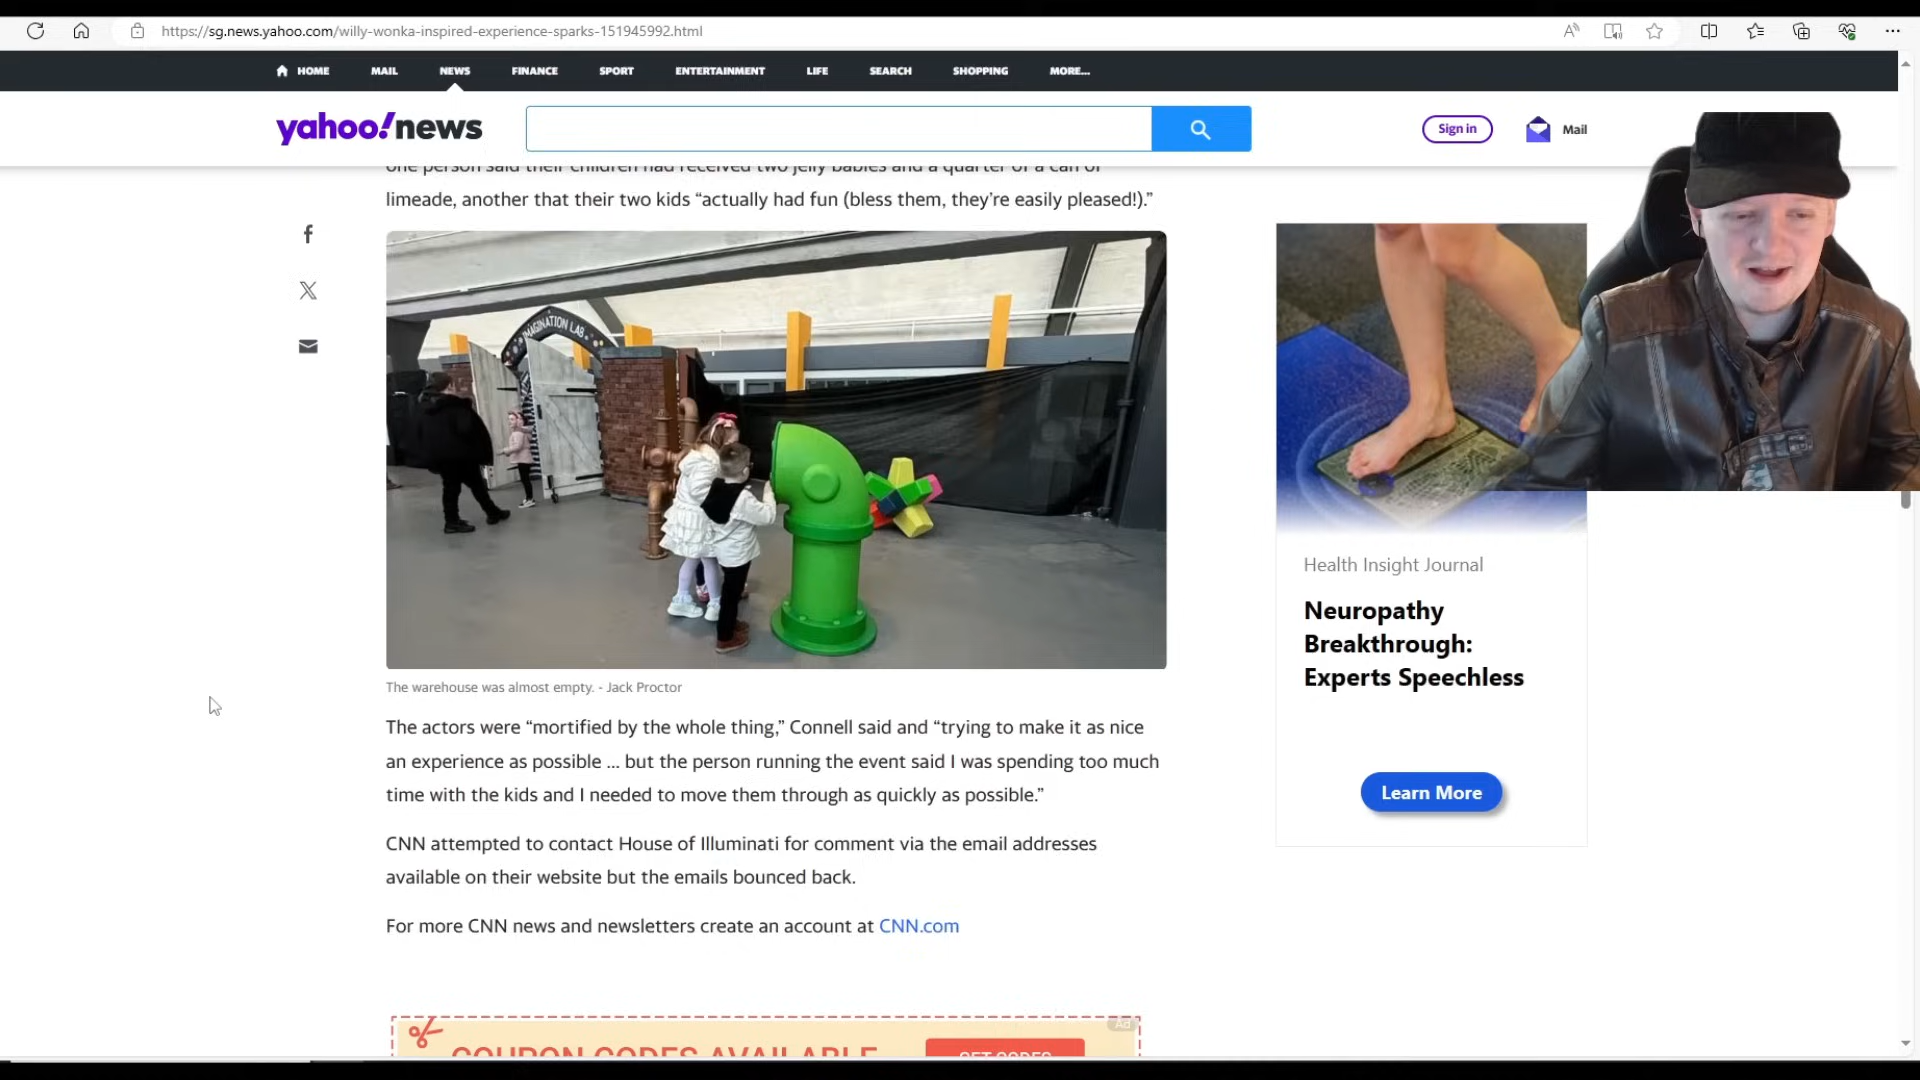 https://sg.news.yahoo.com/willy-wonka-inspired-experience-sparks-151945992.html
HOME MAIL NEWS FINANCE SPORT ENTERTAINMENT LIFE SEARCH SHOPPING MORE...
yahoo!news
Sign in
Mail
one person said their children had received two jelly babies and a quarter of a can of
limeade, another that their two kids “actually had fun (bless them, they’re easily pleased!).”
IMAGINATION LAB
The warehouse was almost empty. - Jack Proctor
The actors were “mortified by the whole thing,” Connell said and “trying to make it as nice
an experience as possible ... but the person running the event said I was spending too much
time with the kids and I needed to move them through as quickly as possible.”
CNN attempted to contact House of Illuminati for comment via the email addresses
available on their website but the emails bounced back.
For more CNN news and newsletters create an account at CNN.com
Health Insight Journal
Neuropathy
Breakthrough:
Experts Speechless
Learn More
Ad
COUPON CODES AVAILABLE
GET CODES